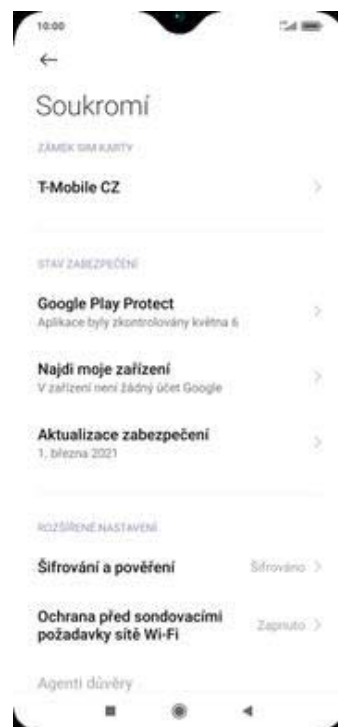 10:00
Soukromí
ZÁMEK SIM KARTY
T-Mobile CZ
STAV ZABEZPEČENÍ
Google Play Protect
Aplikace byly zkontrolovány května 6
Najdi moje zařízení
V zařízení není žádný účet Google
Aktualizace zabezpečení
1. března 2021
ROZŠÍŘENÉ NASTAVENÍ
Šifrování a pověření
Šifrováno
Ochrana před sondovacími
požadavky sítě Wi-Fi
Zapnuto
Agenti důvěry